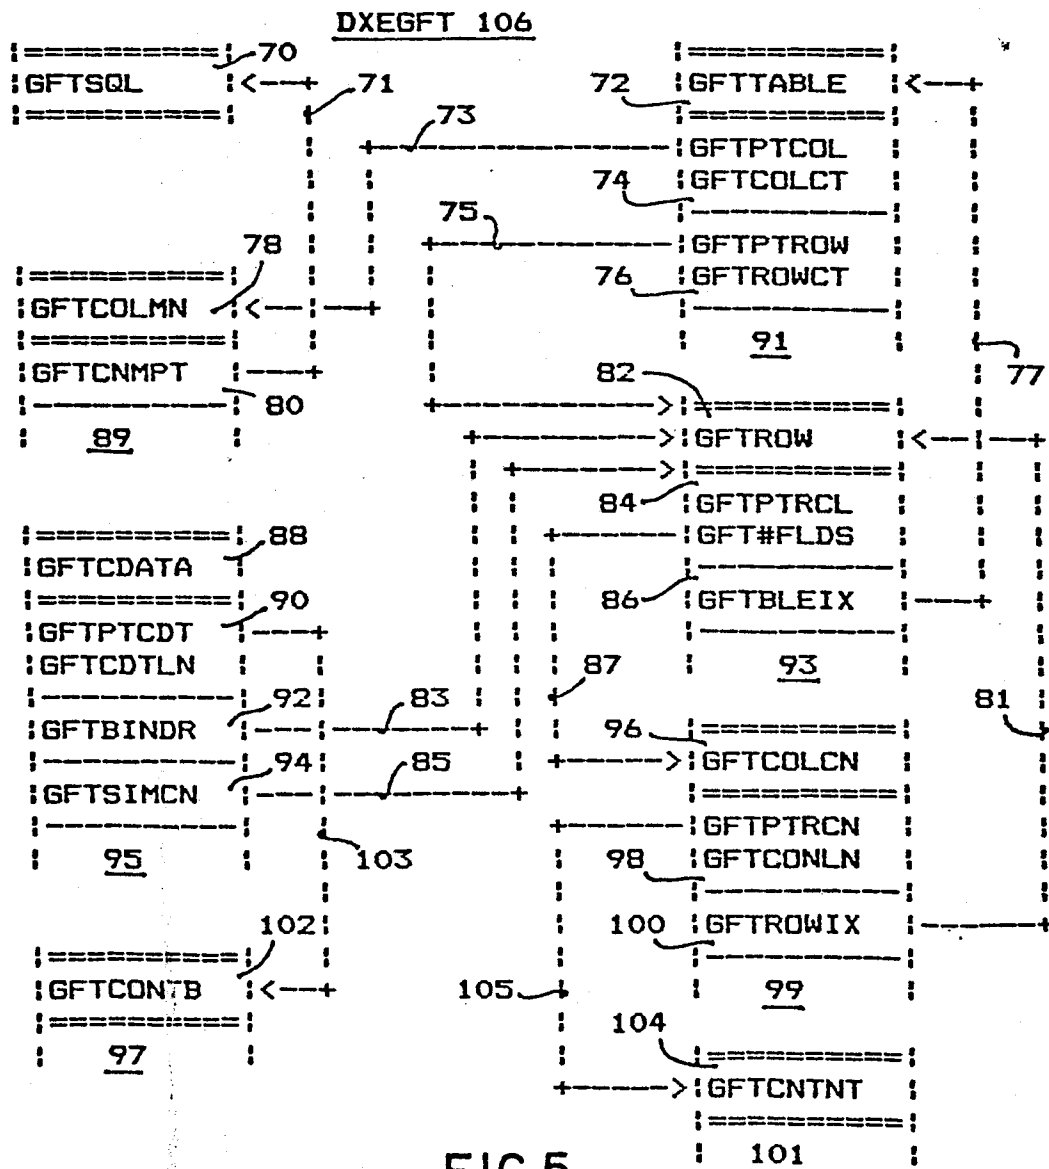 DXEGFT 106
70
GFTSQL
71
72
GFTTABLE
73
GFTPTCOL
74
GFTCOLCT
75
GFTPTROW
76
GFTROWCT
91
77
78
GFTCOLMN
GFTCNMPT
80
89
82
GFTROW
84
GFTPTRCL
GFT#FLDS
86
GFTBLEIX
93
81
88
GFTCDATA
90
GFTPTCDT
GFTCDTLN
92
83
87
GFTBINDR
94
85
GFTSIMCN
95
103
96
GFTCOLCN
GFTPTRCN
98
GFTCONLN
100
GFTROWIX
99
102
GFTCONTB
97
105
104
GFTCNTNT
101
FIG.5